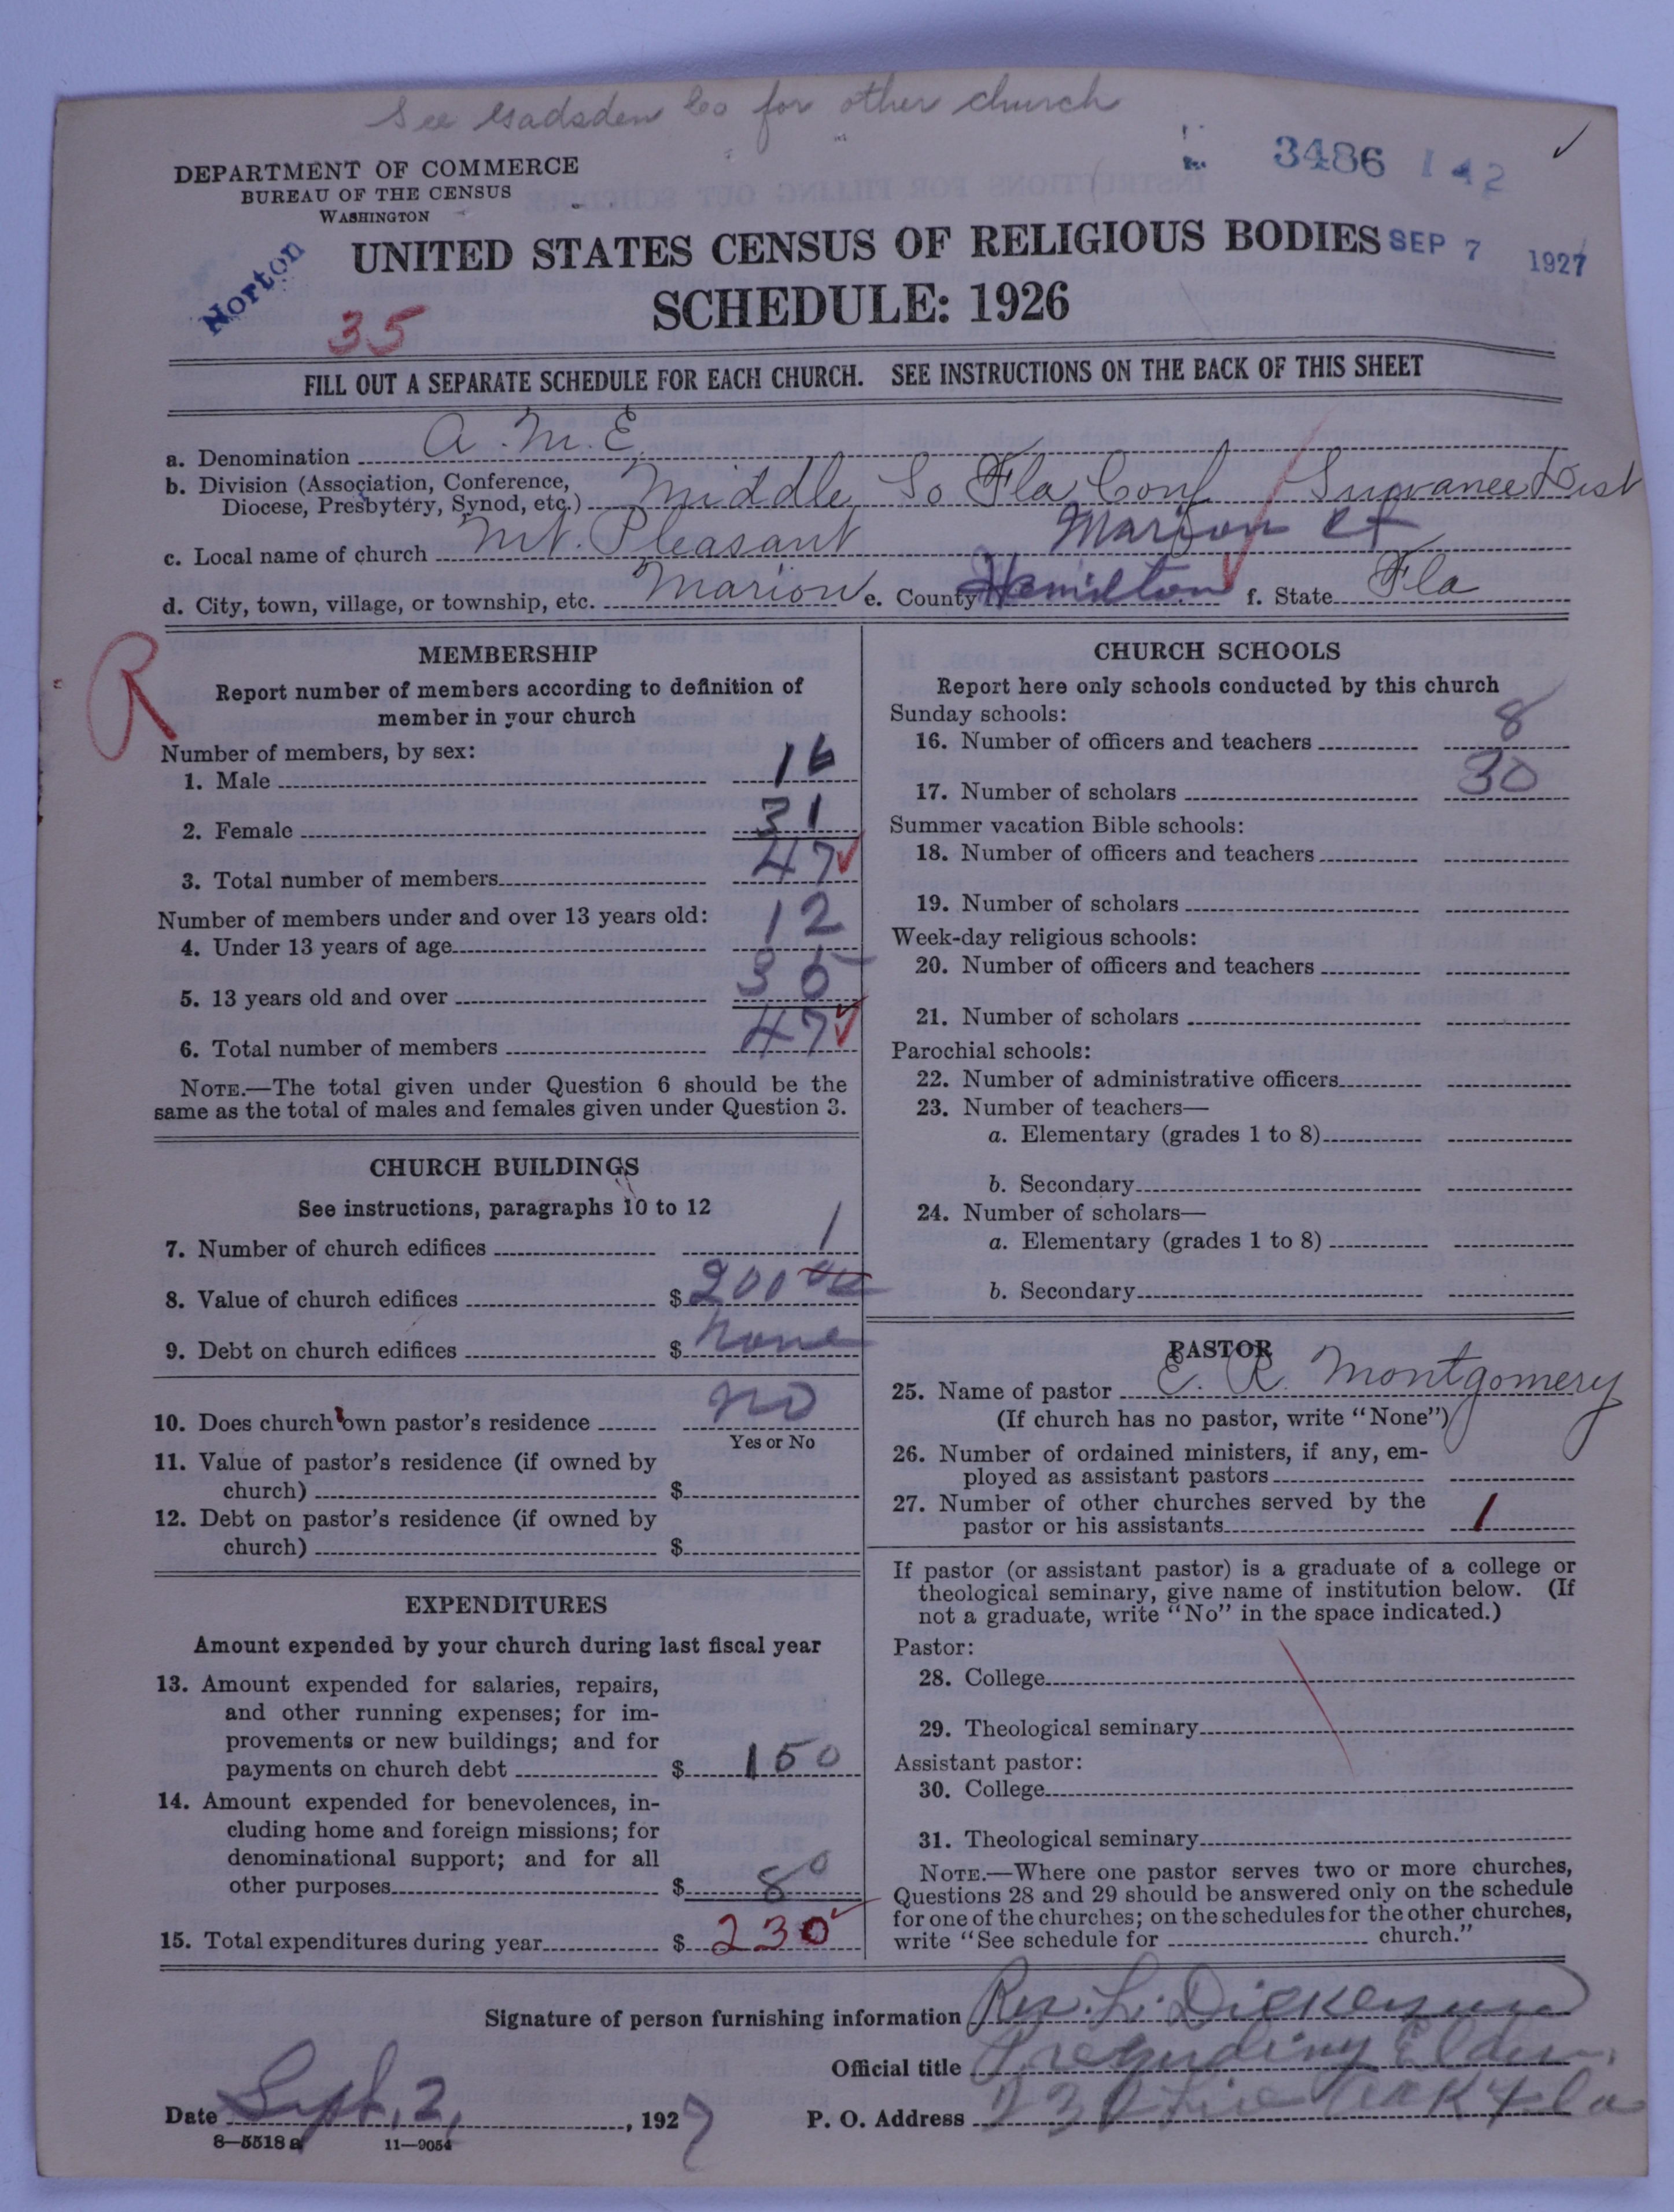 See Gadsden Co for other church
3486 142
DEPARTMENT OF COMMERCE
BUREAU OF THE CENSUS
WASHINGTON
Norton
UNITED STATES CENSUS OF RELIGIOUS BODIES SEP 7 1927
SCHEDULE: 1926
35
FILL OUT A SEPARATE SCHEDULE FOR EACH CHURCH. SEE INSTRUCTIONS ON THE BACK OF THIS SHEET
a. Denomination A. M. E.
b. Division (Association, Conference,
Diocese, Presbytery, Synod, etc.) Middle So Fla Conf Suwanee Dist
c. Local name of church Mt. Pleasant Marion ct
d. City, town, village, or township, etc. Marion e. County Hamilton f. State Fla
R
MEMBERSHIP
Report number of members according to definition of
member in your church
Number of members, by sex:
1. Male 16
2. Female 31
3. Total number of members 47
Number of members under and over 13 years old:
4. Under 13 years of age 12
5. 13 years old and over 35
6. Total number of members 47
NOTE.—The total given under Question 6 should be the
same as the total of males and females given under Question 3.
CHURCH BUILDINGS
See instructions, paragraphs 10 to 12
7. Number of church edifices 1
8. Value of church edifices $ 200 00
9. Debt on church edifices $ None
10. Does church own pastor's residence No
Yes or No
11. Value of pastor's residence (if owned by
church) $
12. Debt on pastor's residence (if owned by
church) $
EXPENDITURES
Amount expended by your church during last fiscal year
13. Amount expended for salaries, repairs,
and other running expenses; for im-
provements or new buildings; and for
payments on church debt $ 150
14. Amount expended for benevolences, in-
cluding home and foreign missions; for
denominational support; and for all
other purposes $ 80
15. Total expenditures during year $ 230
CHURCH SCHOOLS
Report here only schools conducted by this church
Sunday schools:
16. Number of officers and teachers 8
17. Number of scholars 30
Summer vacation Bible schools:
18. Number of officers and teachers
19. Number of scholars
Week-day religious schools:
20. Number of officers and teachers
21. Number of scholars
Parochial schools:
22. Number of administrative officers
23. Number of teachers—
a. Elementary (grades 1 to 8)
b. Secondary
24. Number of scholars—
a. Elementary (grades 1 to 8)
b. Secondary
PASTOR
25. Name of pastor E. R. Montgomery
(If church has no pastor, write "None")
26. Number of ordained ministers, if any, em-
ployed as assistant pastors
27. Number of other churches served by the
pastor or his assistants 1
If pastor (or assistant pastor) is a graduate of a college or
theological seminary, give name of institution below. (If
not a graduate, write "No" in the space indicated.)
Pastor:
28. College
29. Theological seminary
Assistant pastor:
30. College
31. Theological seminary
NOTE.—Where one pastor serves two or more churches,
Questions 28 and 29 should be answered only on the schedule
for one of the churches; on the schedules for the other churches,
write "See schedule for church."
Signature of person furnishing information Rev. L. Dickerson
Official title Presiding Elder
Date Sept. 2, 1927 P. O. Address Live Oak Fla
8—5518 a 11—9054